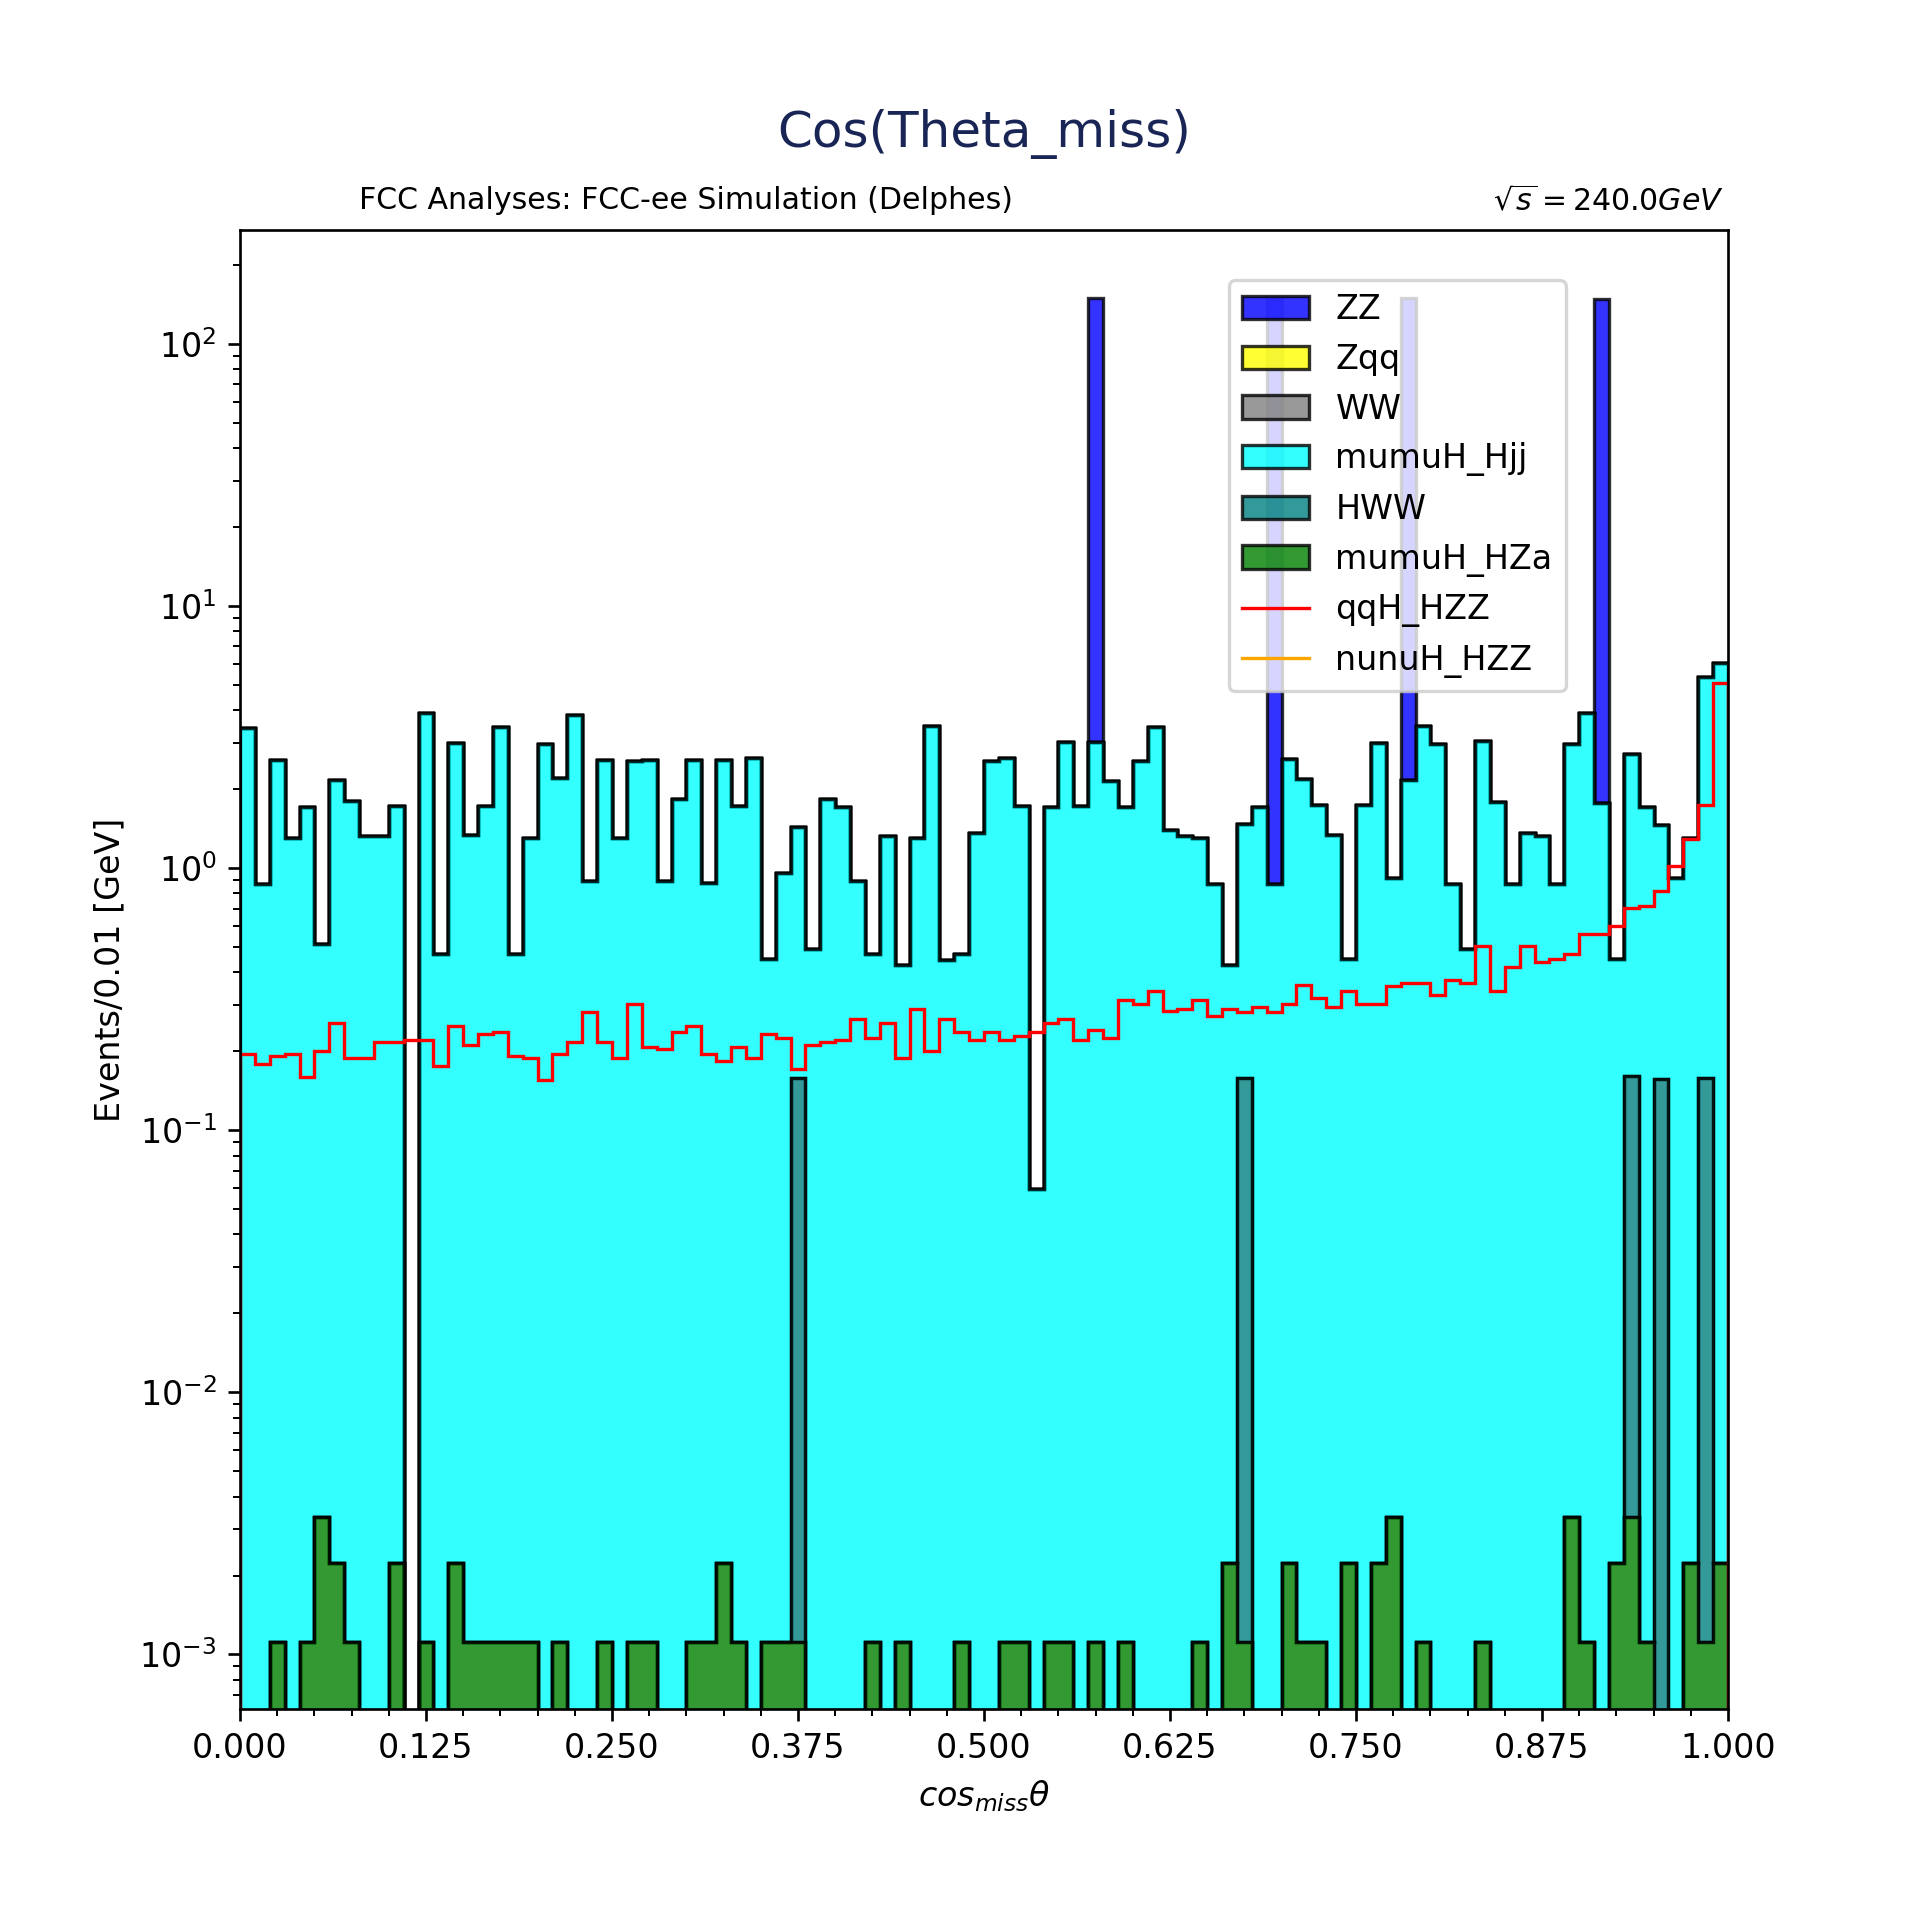 Cos(Theta_miss)
FCC Analyses: FCC-ee Simulation (Delphes)
√s = 240.0GeV
Events/0.01 [GeV]
10²
10¹
10⁰
10⁻¹
10⁻²
10⁻³
ZZ
Zqq
WW
mumuH_Hjj
HWW
mumuH_HZa
qqH_HZZ
nunuH_HZZ
0.000 0.125 0.250 0.375 0.500 0.625 0.750 0.875 1.000
cos_miss θ